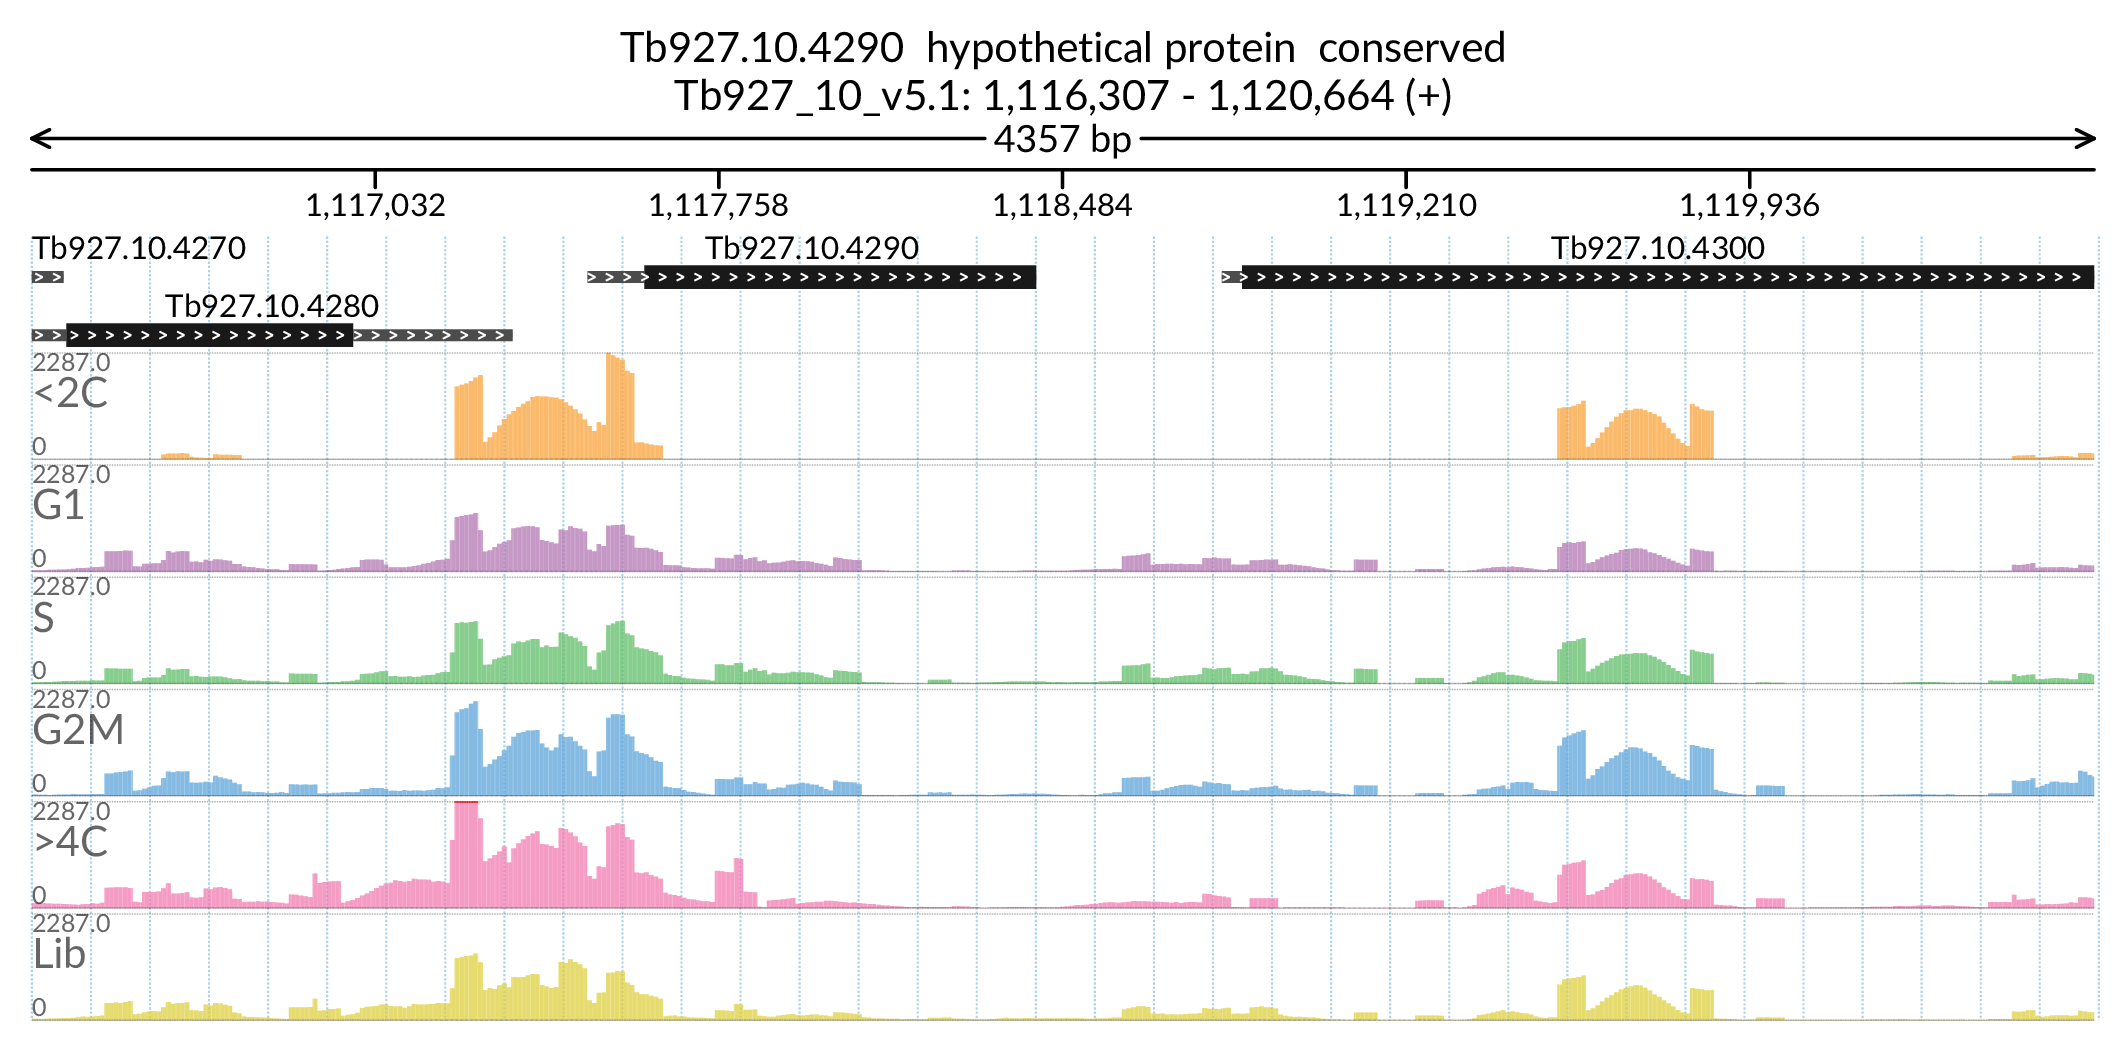 Tb927.10.4290  hypothetical protein  conserved
Tb927_10_v5.1: 1,116,307 - 1,120,664 (+)
4357 bp
1,117,032 1,117,758 1,118,484 1,119,210 1,119,936
Tb927.10.4270 Tb927.10.4290 Tb927.10.4300
Tb927.10.4280
2287.0
<2C
0
2287.0
G1
0
2287.0
S
0
2287.0
G2M
0
2287.0
>4C
0
2287.0
Lib
0